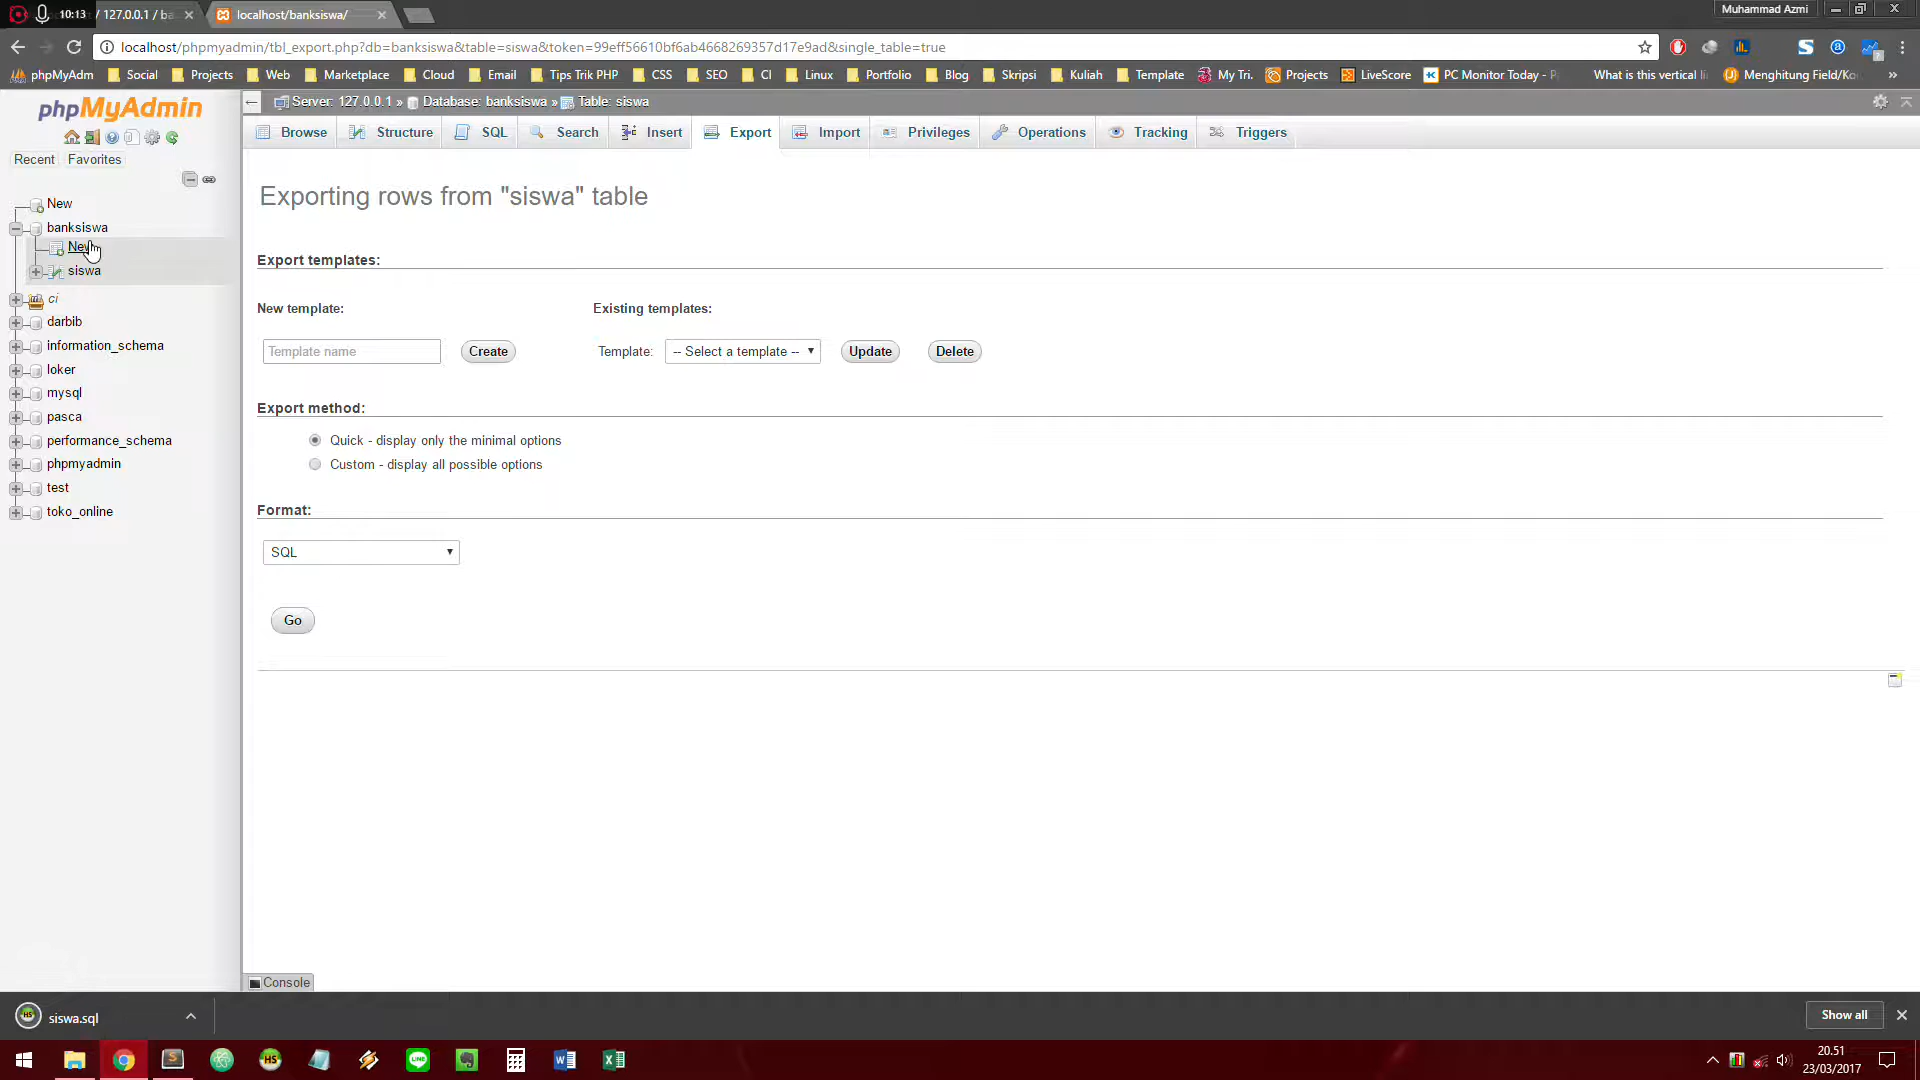 10:13 / 127.0.0.1 / ba localhost/banksiswa/ Muhammad Azmi
localhost/phpmyadmin/tbl_export.php?db=banksiswa&table=siswa&token=99eff56610bf6ab4668269357d17e9ad&single_table=true
phpMyAdm Social Projects Web Marketplace Cloud Email Tips Trik PHP CSS SEO CI Linux Portfolio Blog Skripsi Kuliah Template My Tri. Projects LiveScore PC Monitor Today - P What is this vertical li Menghitung Field/Ko »
phpMyAdmin
Recent Favorites
New
banksiswa
New
siswa
ci
darbib
information_schema
loker
mysql
pasca
performance_schema
phpmyadmin
test
toko_online
Server: 127.0.0.1 » Database: banksiswa » Table: siswa
Browse Structure SQL Search Insert Export Import Privileges Operations Tracking Triggers
Exporting rows from "siswa" table
Export templates:
New template: Existing templates:
Template name Create Template: -- Select a template -- Update Delete
Export method:
Quick - display only the minimal options
Custom - display all possible options
Format:
SQL
Go
Console
siswa.sql Show all
20.51
23/03/2017